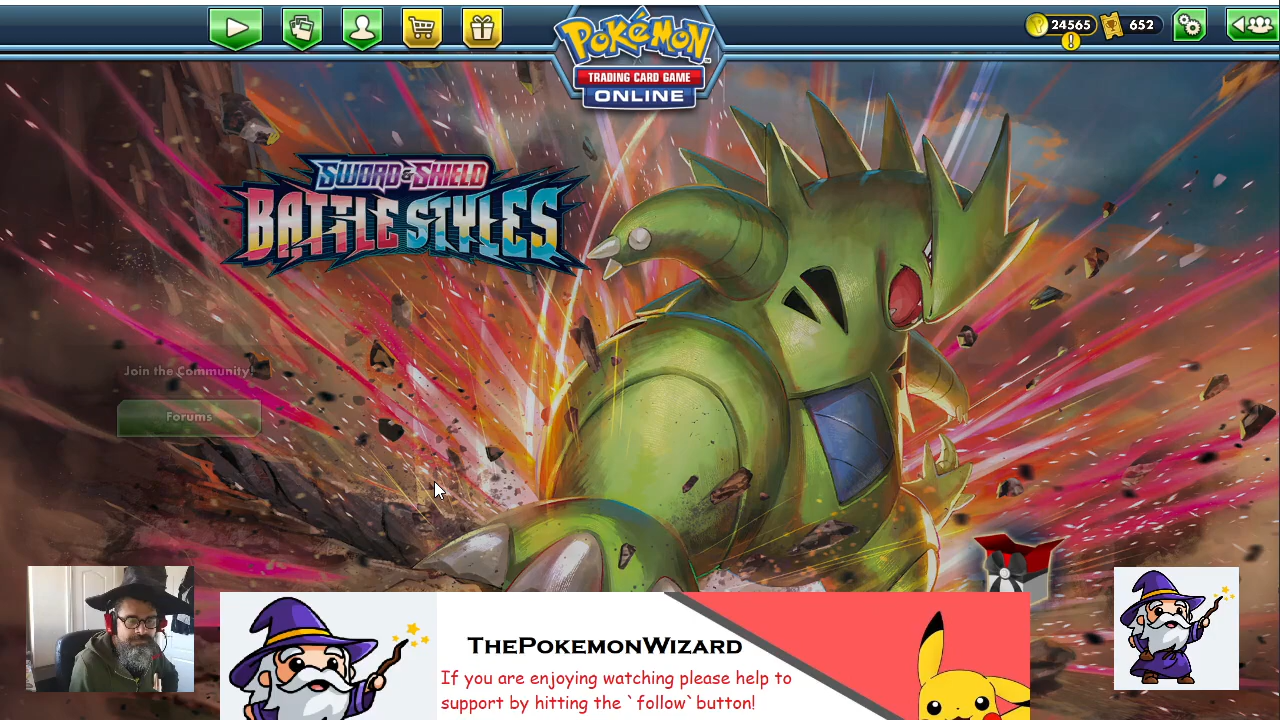 24565
652
POKéMON
TRADING CARD GAME
ONLINE
SWORD & SHIELD
BATTLE STYLES
Join the Community!
Forums
THEPOKEMONWIZARD
If you are enjoying watching please help to
support by hitting the `follow` button!